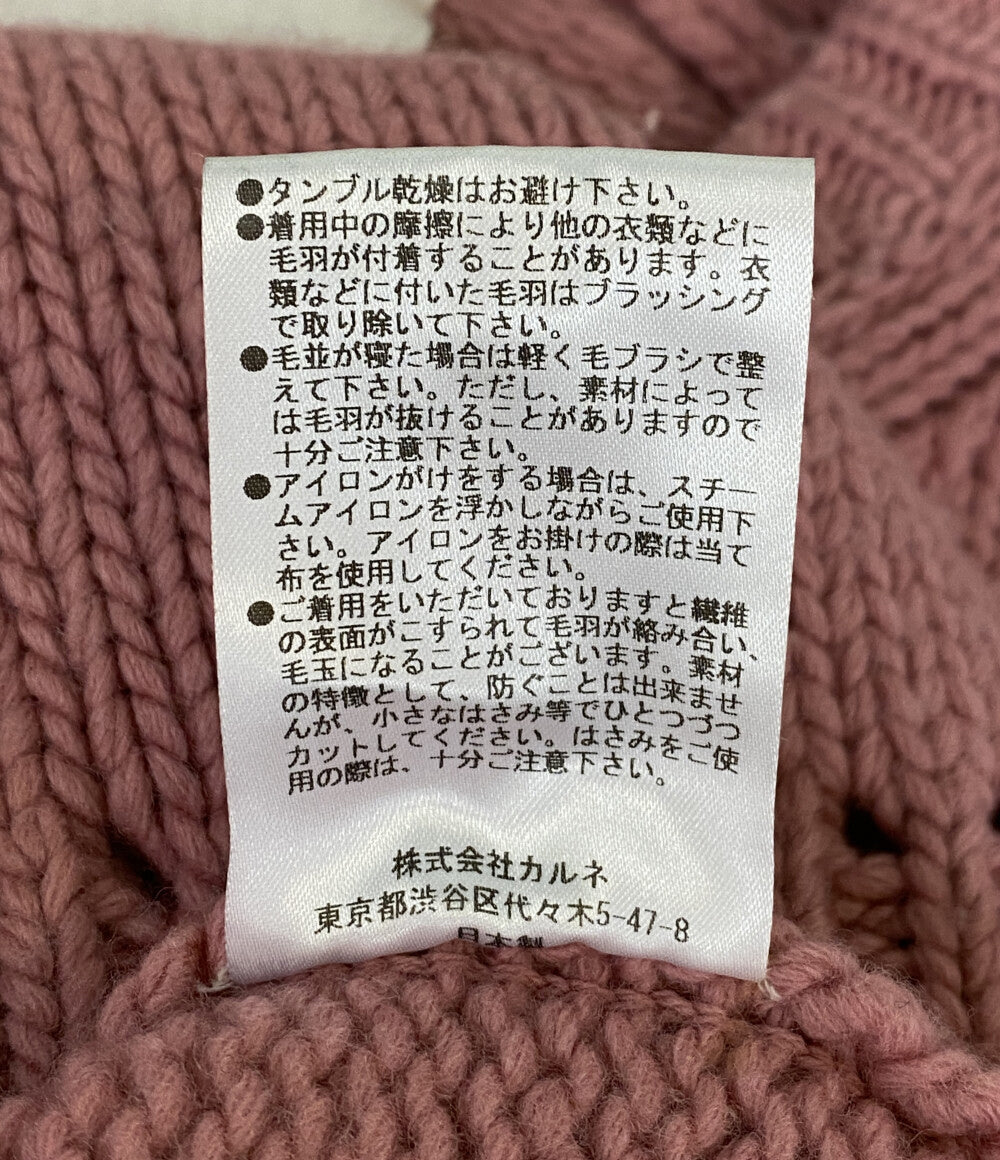 ●タンブル乾燥はお避け下さい。
●着用中の摩擦により他の衣類などに
毛羽が付着することがあります。衣
類などに付いた毛羽はブラッシング
で取り除いて下さい。
●毛並が寝た場合は軽く毛ブラシで整
えて下さい。ただし、素材によって
は毛羽が抜けることがありますので
十分ご注意下さい。
●アイロンがけをする場合は、スチー
ムアイロンを浮かしながらご使用下
さい。アイロンをお掛けの際は当て
布を使用してください。
●ご着用をいただいておりますと繊維
の表面がこすられて毛羽が絡み合い、
毛玉になることがございます。素材
の特徴として、防ぐことは出来ませ
んが、小さなはさみ等でひとつづつ
カットしてください。はさみをご使
用の際は、十分ご注意下さい。
株式会社カルネ
東京都渋谷区代々木5-47-8
日本製